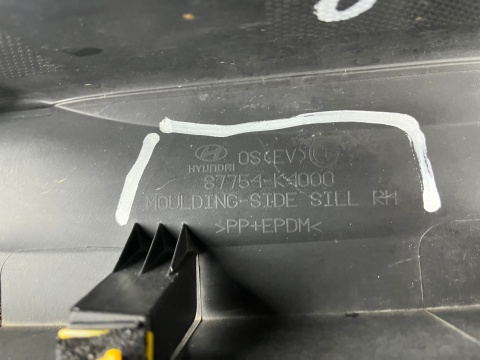 HYUNDAI OS(EV)
87754-K4000
MOULDING-SIDE SILL RH
>PP+EPDM<